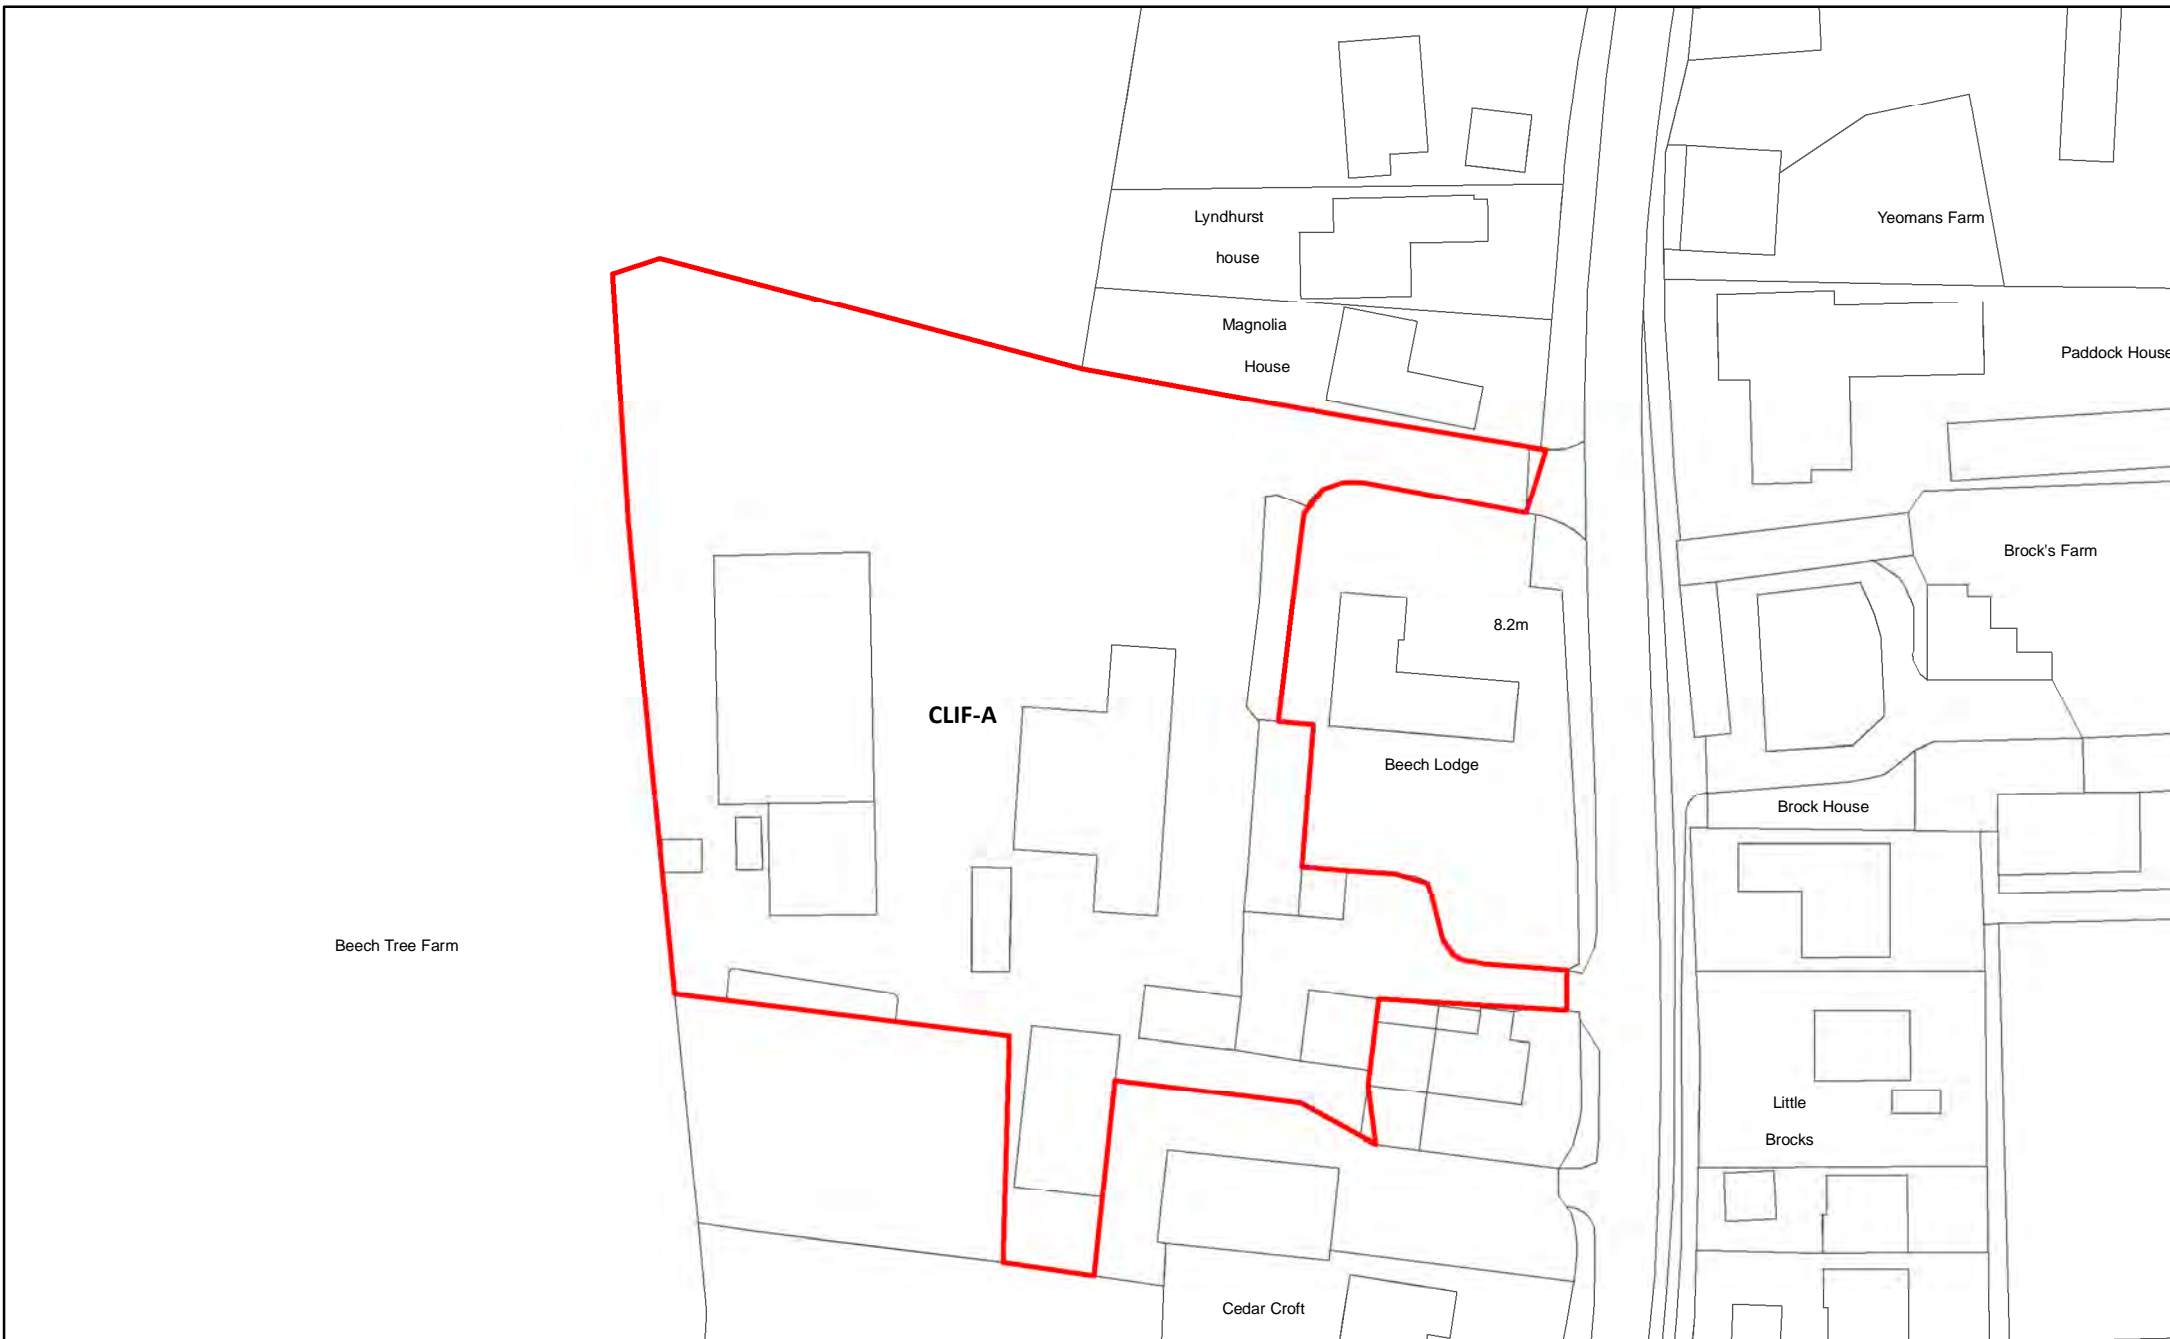 Lyndhurst
house
Yeomans Farm
Magnolia
House
Paddock House
Brock's Farm
8.2m
CLIF-A
Beech Lodge
Brock House
Beech Tree Farm
Little
Brocks
Cedar Croft